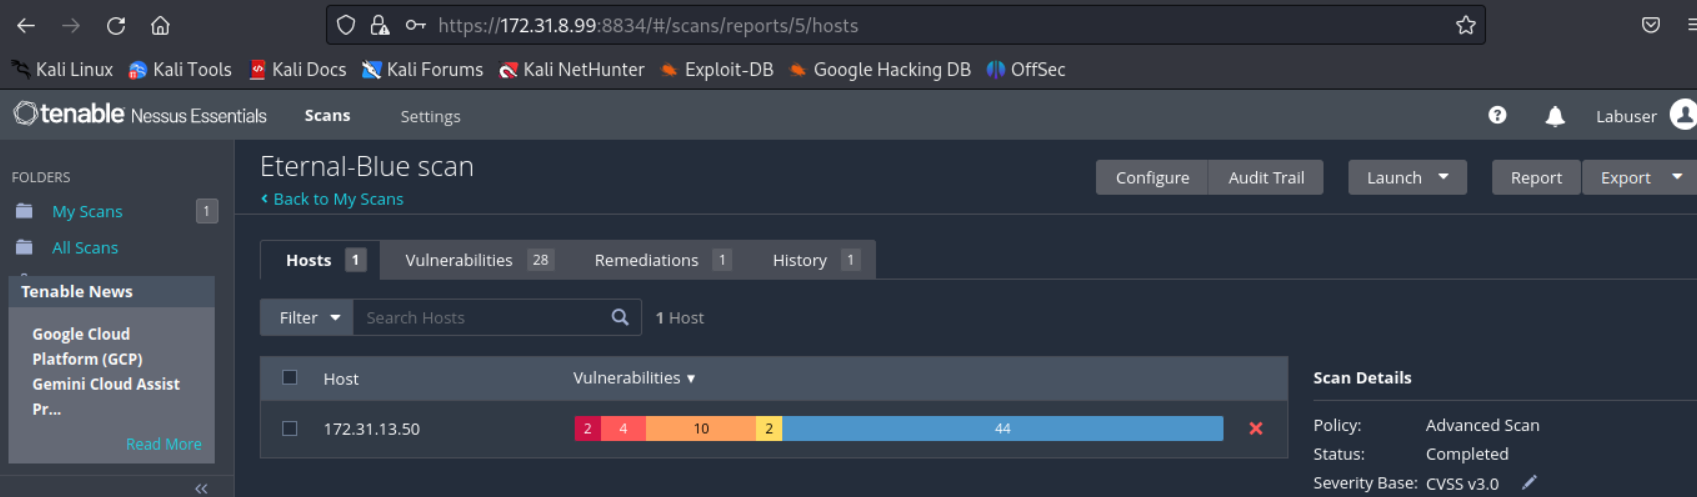 https://172.31.8.99:8834/#/scans/reports/5/hosts
Kali Linux Kali Tools Kali Docs Kali Forums Kali NetHunter Exploit-DB Google Hacking DB OffSec
tenable Nessus Essentials Scans Settings ? Labuser
FOLDERS
My Scans 1
All Scans
Tenable News
Google Cloud
Platform (GCP)
Gemini Cloud Assist
Pr...
Read More
Eternal-Blue scan
Back to My Scans
Configure Audit Trail Launch Report Export
Hosts 1 Vulnerabilities 28 Remediations 1 History 1
Filter Search Hosts 1 Host
Host Vulnerabilities
172.31.13.50 2 4 10 2 44
Scan Details
Policy: Advanced Scan
Status: Completed
Severity Base: CVSS v3.0